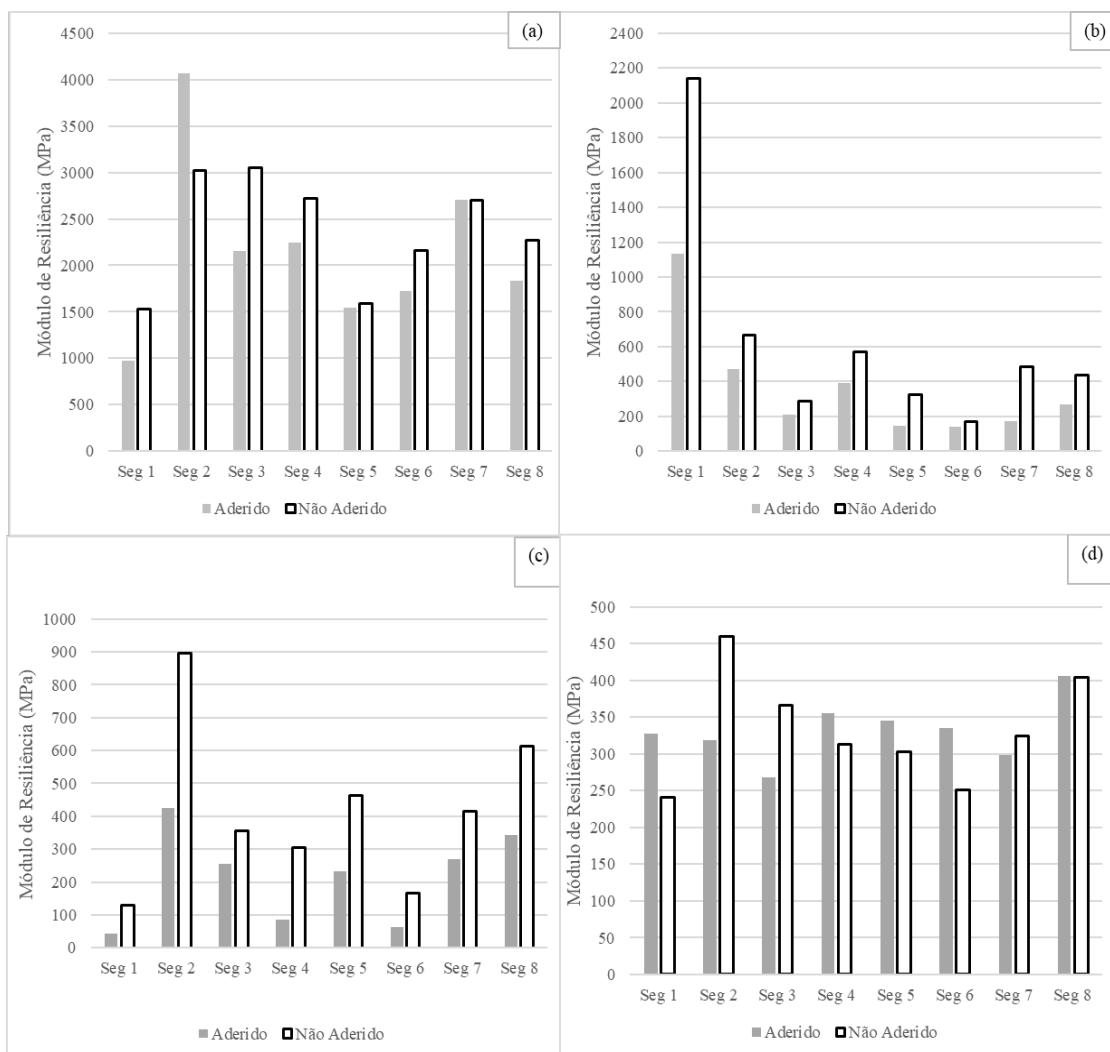 (a)
Módulo de Resiliência (MPa)
4500
4000
3500
3000
2500
2000
1500
1000
500
0
Seg 1 Seg 2 Seg 3 Seg 4 Seg 5 Seg 6 Seg 7 Seg 8
Aderido Não Aderido
(b)
Módulo de Resiliência (MPa)
2400
2200
2000
1800
1600
1400
1200
1000
800
600
400
200
0
Seg 1 Seg 2 Seg 3 Seg 4 Seg 5 Seg 6 Seg 7 Seg 8
Aderido Não Aderido
(c)
Módulo de Resiliência (MPa)
1000
900
800
700
600
500
400
300
200
100
0
Seg 1 Seg 2 Seg 3 Seg 4 Seg 5 Seg 6 Seg 7 Seg 8
Aderido Não Aderido
(d)
Módulo de Resiliência (MPa)
500
450
400
350
300
250
200
150
100
50
0
Seg 1 Seg 2 Seg 3 Seg 4 Seg 5 Seg 6 Seg 7 Seg 8
Aderido Não Aderido